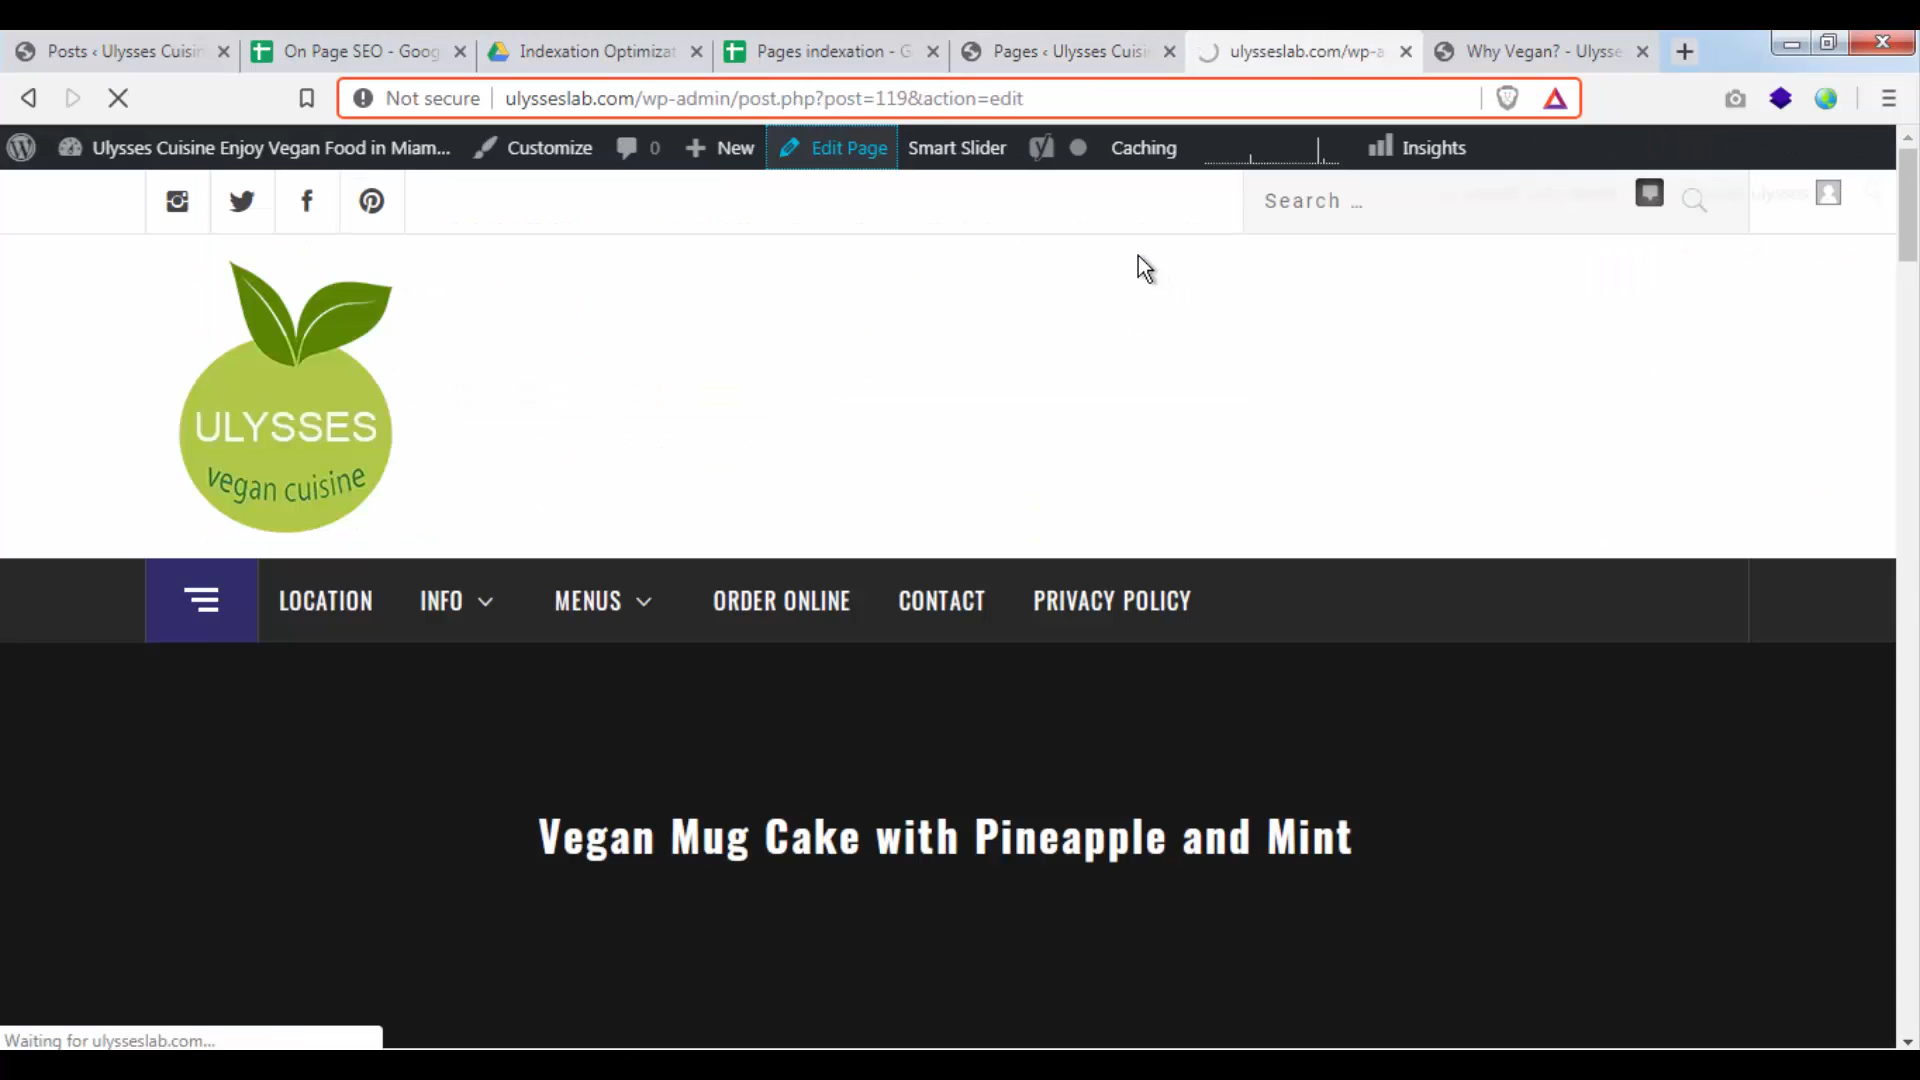 Posts ‹ Ulysses Cuisin
On Page SEO - Goog
Indexation Optimizat
Pages indexation - G
Pages ‹ Ulysses Cuisi
ulysseslab.com/wp-a
Why Vegan? - Ulysse
Not secure
ulysseslab.com/wp-admin/post.php?post=119&action=edit
Ulysses Cuisine Enjoy Vegan Food in Miam...
Customize
0
New
Edit Page
Smart Slider
Caching
Insights
Search ...
ulysses
ULYSSES
vegan cuisine
LOCATION
INFO
MENUS
ORDER ONLINE
CONTACT
PRIVACY POLICY
Vegan Mug Cake with Pineapple and Mint
Waiting for ulysseslab.com...